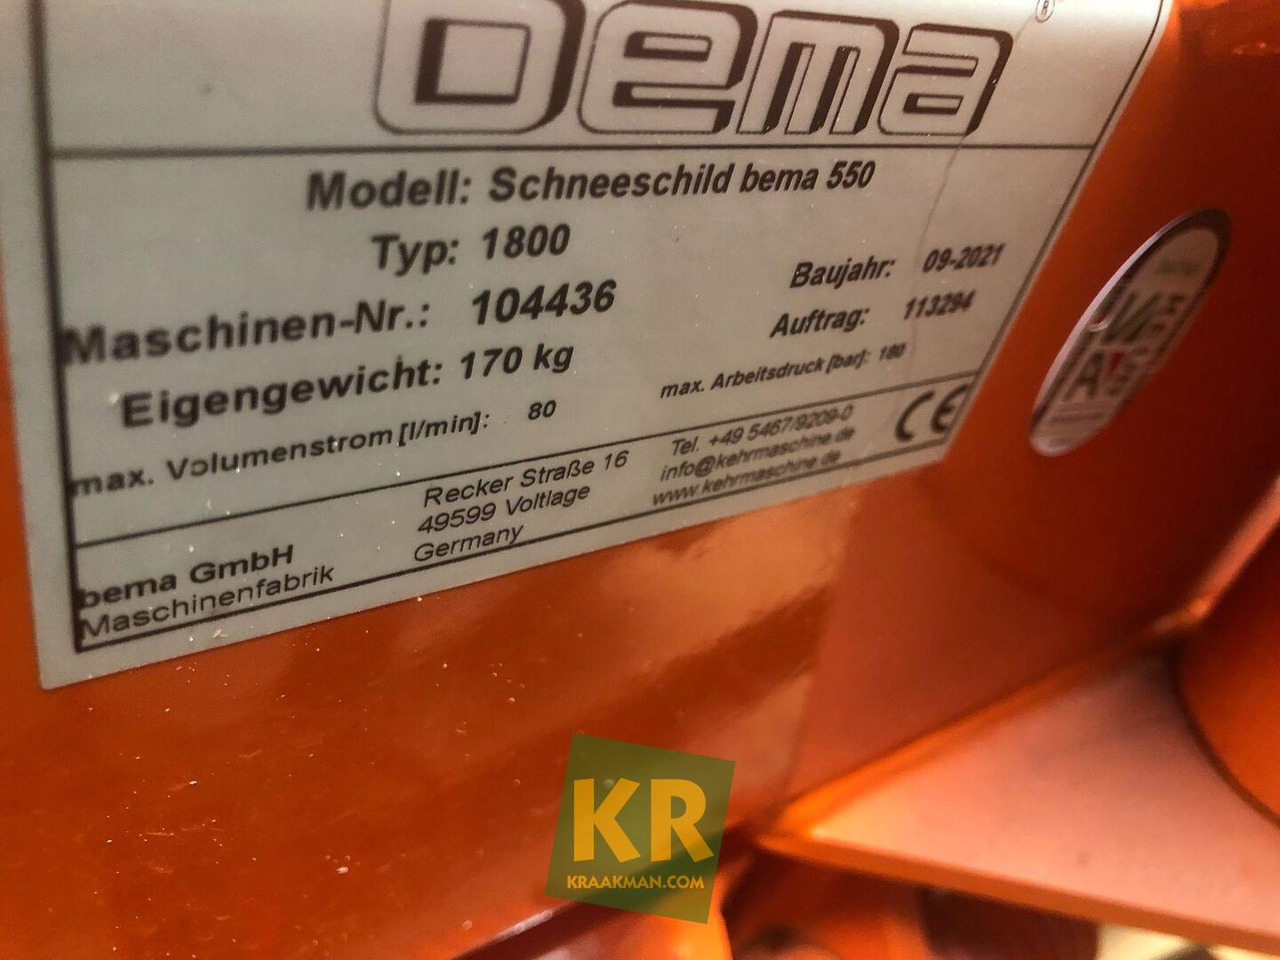 bema ®
Modell: Schneeschild bema 550
Typ: 1800
Maschinen-Nr.: 104436
Baujahr: 09-2021
Eigengewicht: 170 kg
Auftrag: 113294
max. Volumenstrom [l/min]: 80
max. Arbeitsdruck [bar]: 180
bema GmbH
Maschinenfabrik
Recker Straße 16
49599 Voltlage
Germany
Tel. +49 5467/9209-0
info@kehrmaschine.de
www.kehrmaschine.de
CE
KR
KRAAKMAN.COM